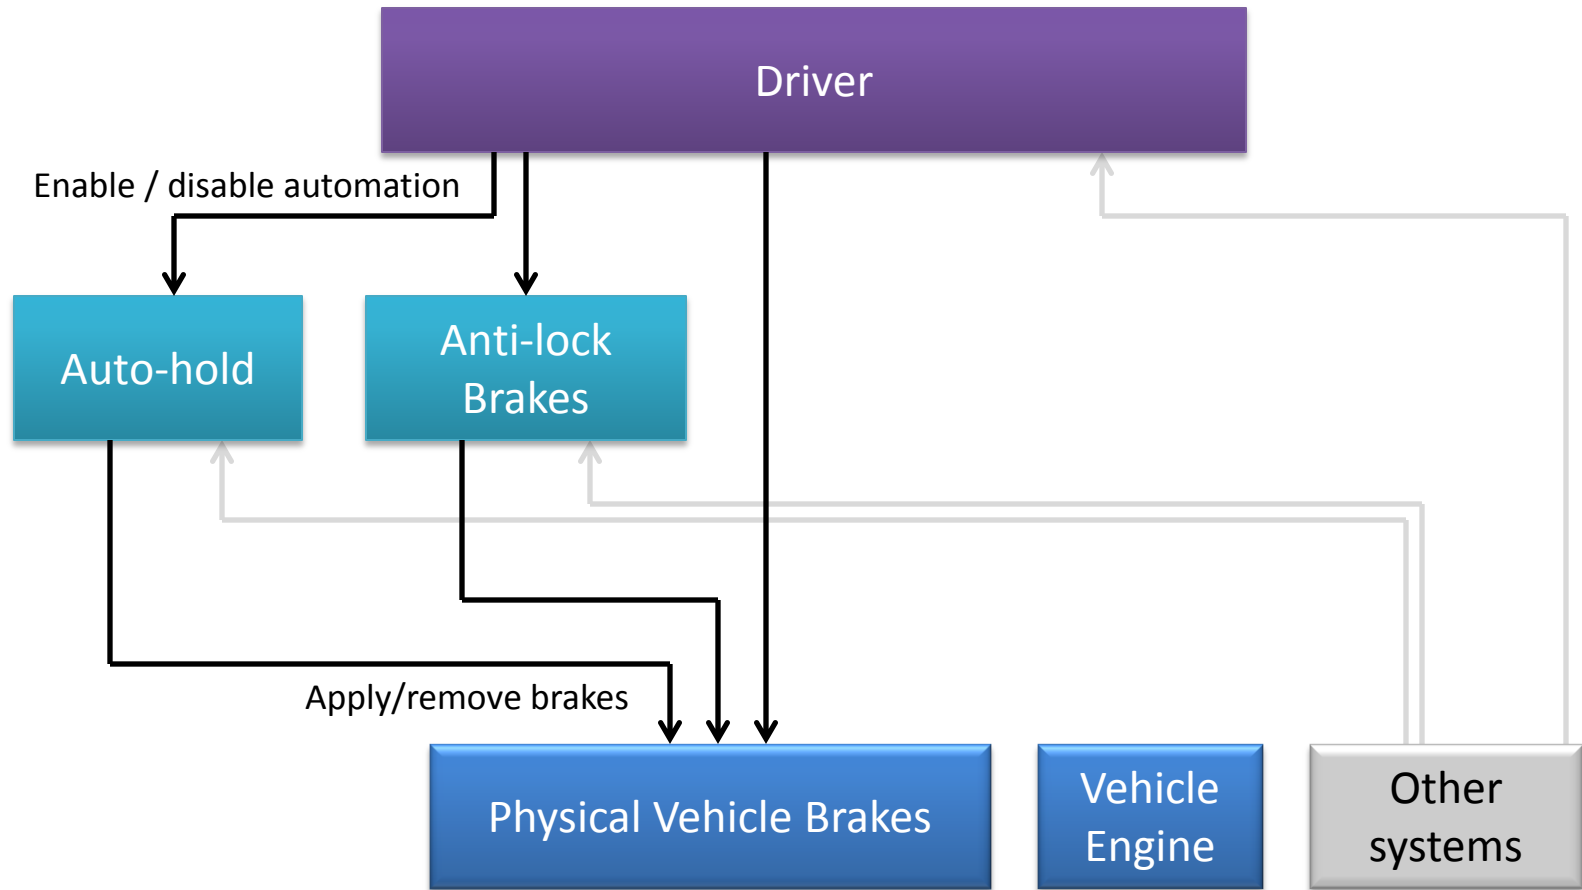 Driver
Enable / disable automation
Auto-hold
Anti-lock
Brakes
Apply/remove brakes
Physical Vehicle Brakes
Vehicle
Engine
Other
systems